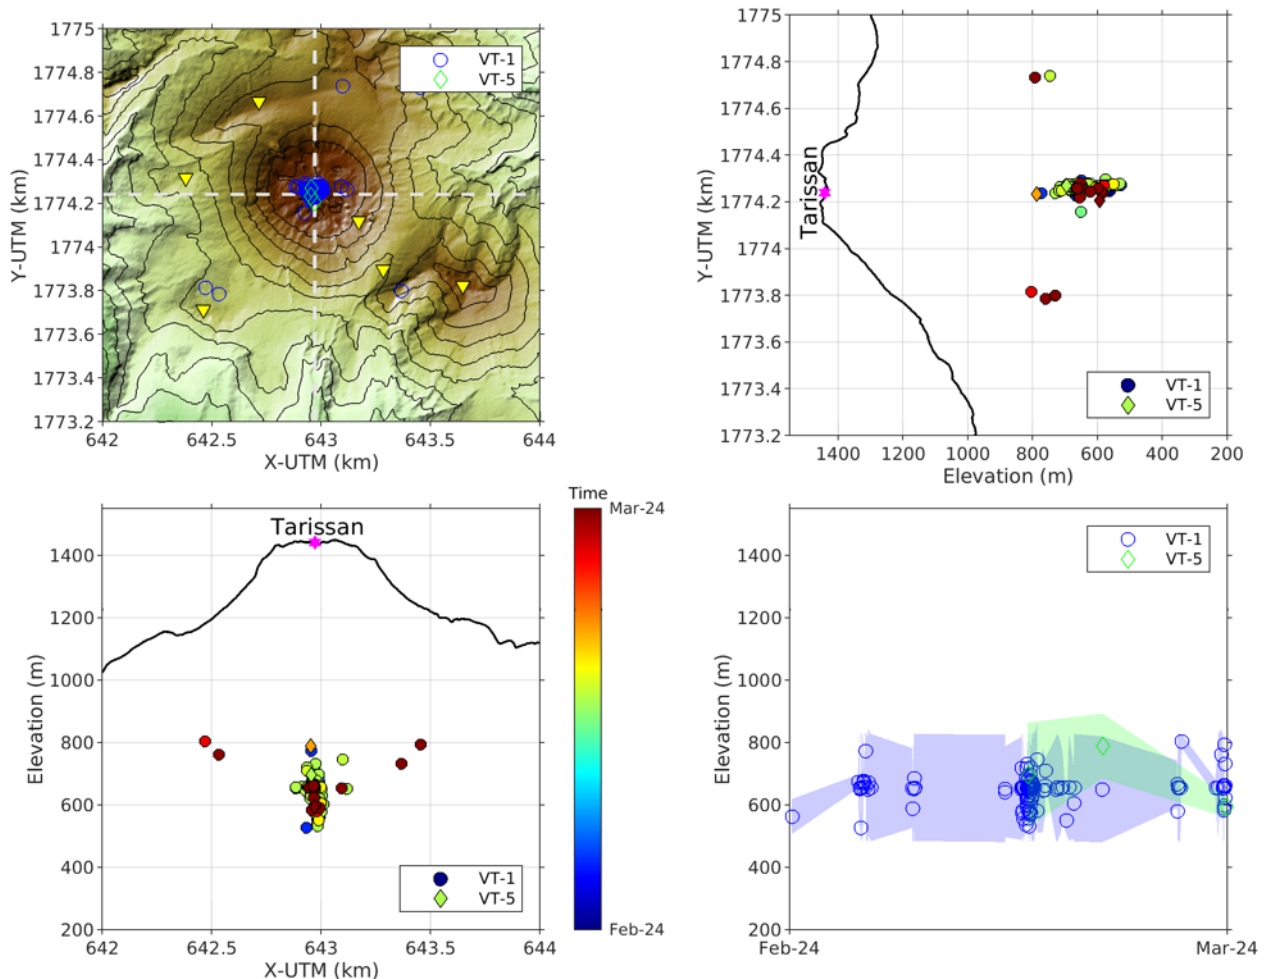 1775
1774.8
1774.6
1774.4
1774.2
1774
1773.8
1773.6
1773.4
1773.2
Y-UTM (km)
642
642.5
643
643.5
644
X-UTM (km)
VT-1
VT-5
1775
1774.8
1774.6
1774.4
1774.2
1774
1773.8
1773.6
1773.4
1773.2
Y-UTM (km)
Tarissan
1400
1200
1000
800
600
400
200
Elevation (m)
VT-1
VT-5
Tarissan
1400
1200
1000
800
600
400
200
Elevation (m)
642
642.5
643
643.5
644
X-UTM (km)
VT-1
VT-5
Time
Mar-24
Feb-24
1400
1200
1000
800
600
400
200
Elevation (m)
Feb-24
Mar-24
VT-1
VT-5